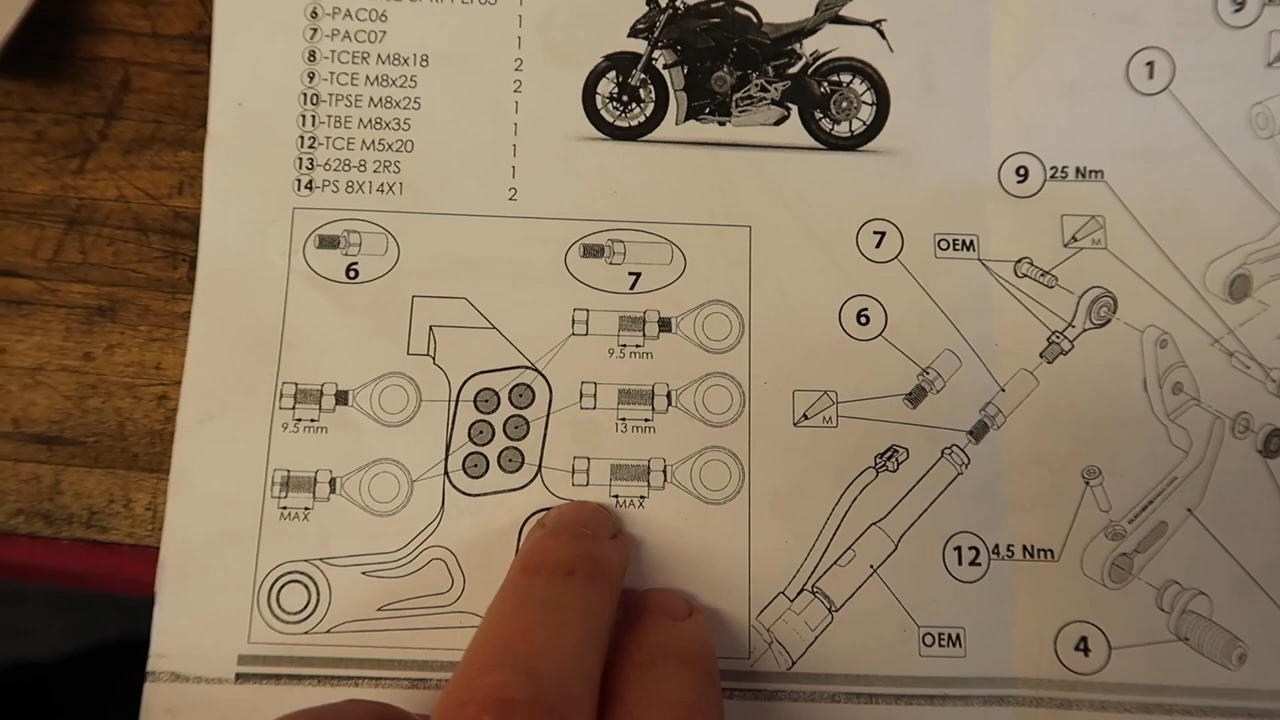 6-PAC06 1
7-PAC07 1
8-TCER M8x18 2
9-TCE M8x25 2
10-TPSE M8x25 1
11-TBE M8x35 1
12-TCE M5x20 1
13-628-8 2RS 1
14-PS 8X14X1 2
6
7
9.5 mm
9.5 mm
13 mm
MAX
MAX
9
1
9 25 Nm
7
OEM
M
6
M
12 4,5 Nm
OEM
4